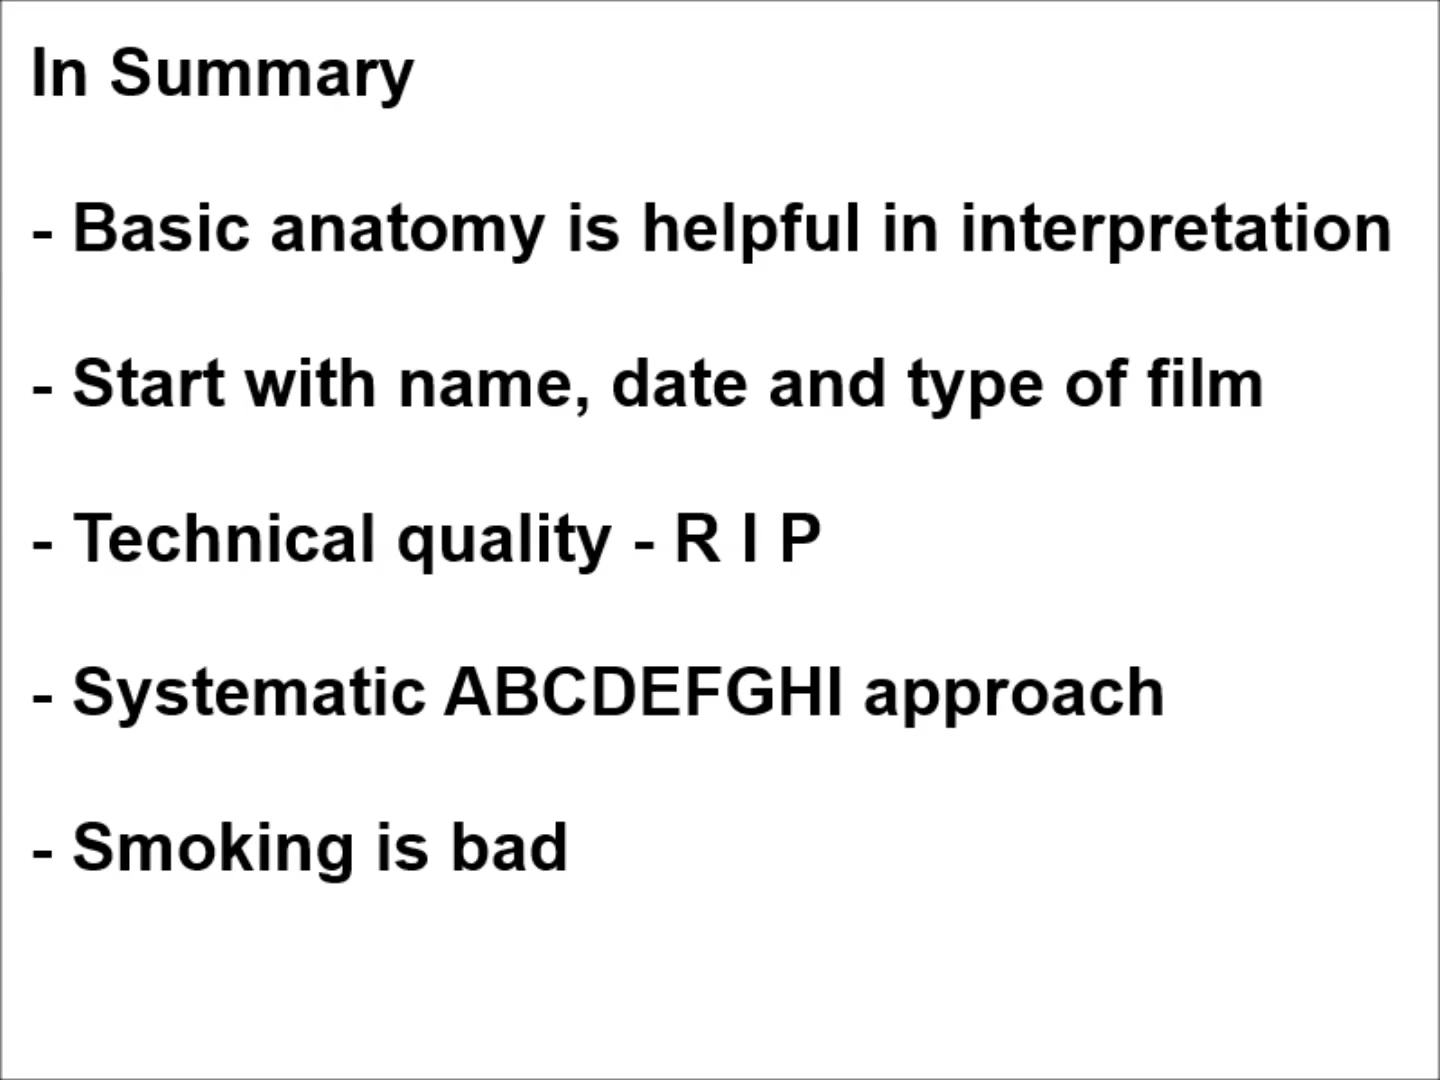 In Summary
- Basic anatomy is helpful in interpretation
- Start with name, date and type of film
- Technical quality - R I P
- Systematic ABCDEFGHI approach
- Smoking is bad